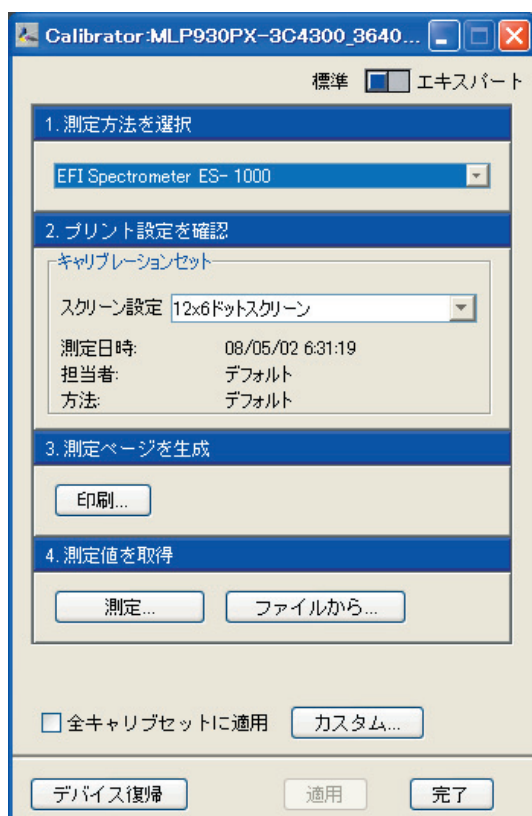 Calibrator:MLP930PX-3C4300_3640...
標準 エキスパート
1.測定方法を選択
EFI Spectrometer ES- 1000
2.プリント設定を確認
キャリブレーションセット
スクリーン設定 12x6ドットスクリーン
測定日時: 08/05/02 6:31:19
担当者: デフォルト
方法: デフォルト
3.測定ページを生成
印刷...
4.測定値を取得
測定... ファイルから...
全キャリブセットに適用 カスタム...
デバイス復帰 適用 完了